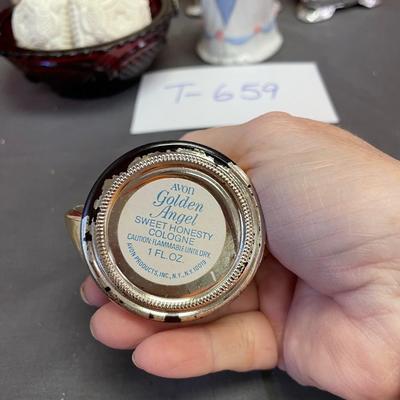 T-659
AVON
Golden
Angel
SWEET HONESTY
COLOGNE
CAUTION: FLAMMABLE UNTIL DRY.
1 FL. OZ.
AVON PRODUCTS, INC., N.Y., N.Y. 10019